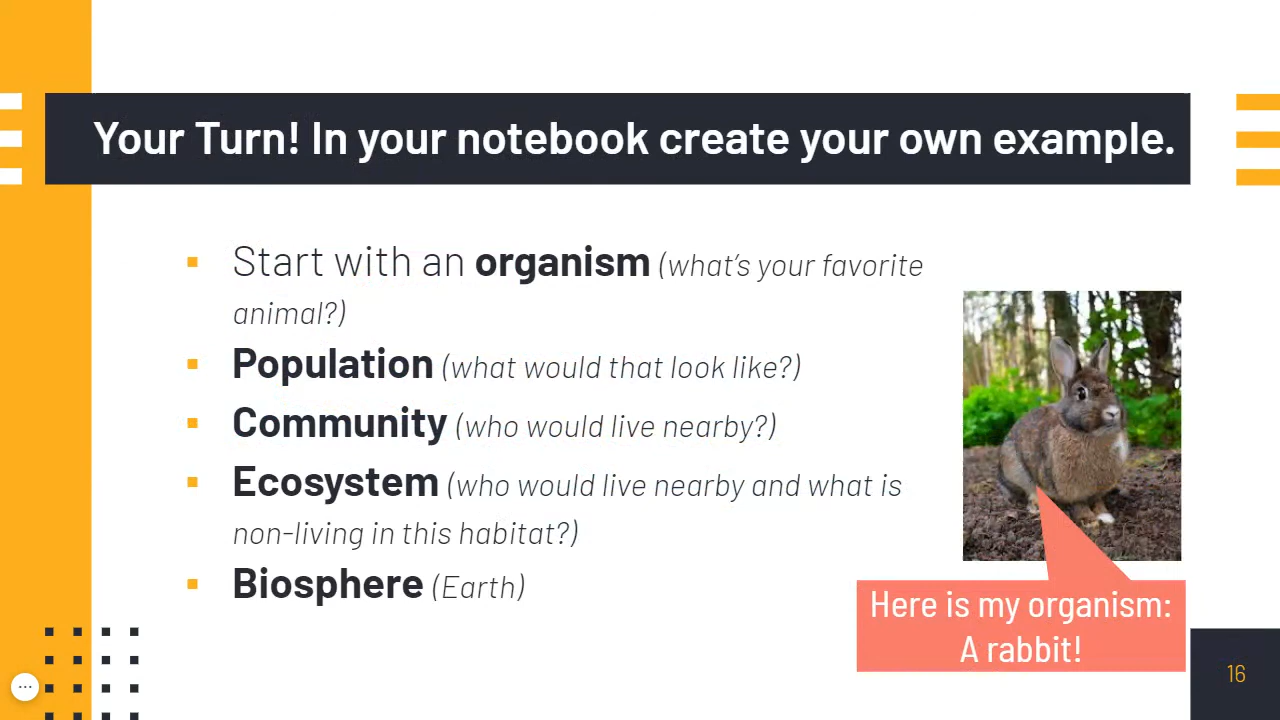 Your Turn! In your notebook create your own example.
Start with an organism (what's your favorite
animal?)
Population (what would that look like?)
Community (who would live nearby?)
Ecosystem (who would live nearby and what is
non-living in this habitat?)
Biosphere (Earth)
Here is my organism:
A rabbit!
16